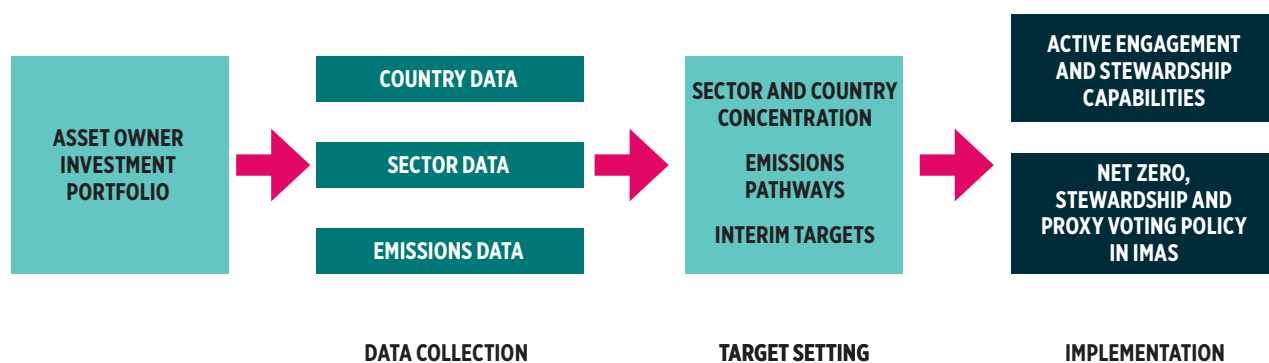 ASSET OWNER
INVESTMENT
PORTFOLIO
COUNTRY DATA
SECTOR DATA
EMISSIONS DATA
SECTOR AND COUNTRY
CONCENTRATION
EMISSIONS
PATHWAYS
INTERIM TARGETS
ACTIVE ENGAGEMENT
AND STEWARDSHIP
CAPABILITIES
NET ZERO,
STEWARDSHIP AND
PROXY VOTING POLICY
IN IMAS
DATA COLLECTION
TARGET SETTING
IMPLEMENTATION